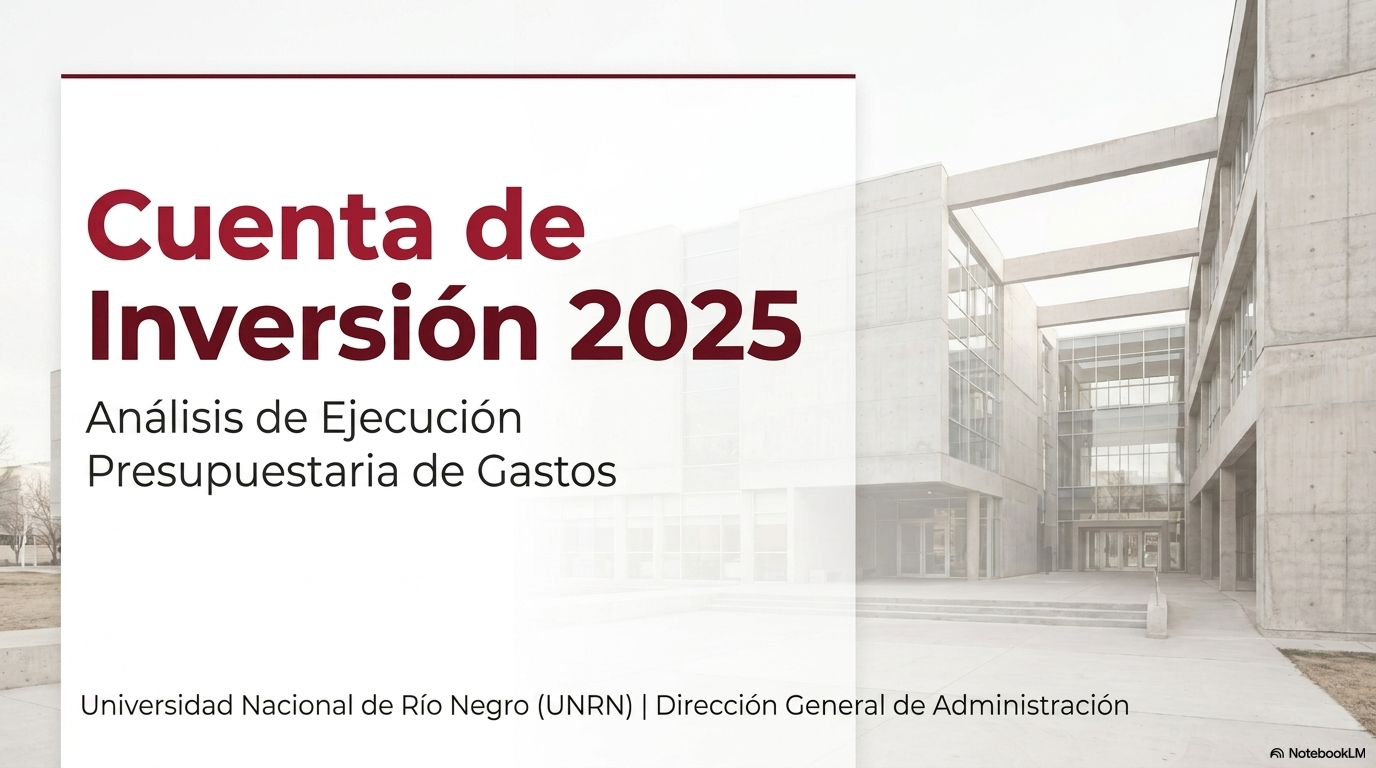 Cuenta de
Inversión 2025
Análisis de Ejecución
Presupuestaria de Gastos
Universidad Nacional de Río Negro (UNRN) | Dirección General de Administración
NotebookLM